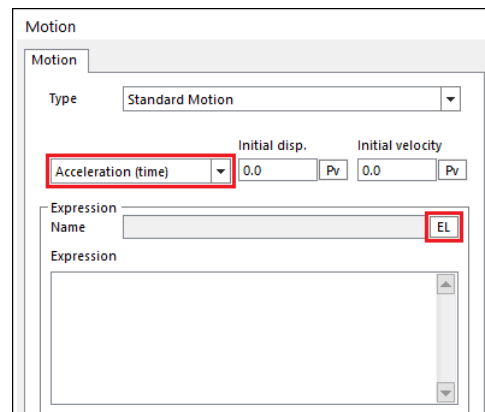 Motion
Motion
Type Standard Motion
Initial disp. Initial velocity
Acceleration (time) 0.0 Pv 0.0 Pv
Expression
Name EL
Expression